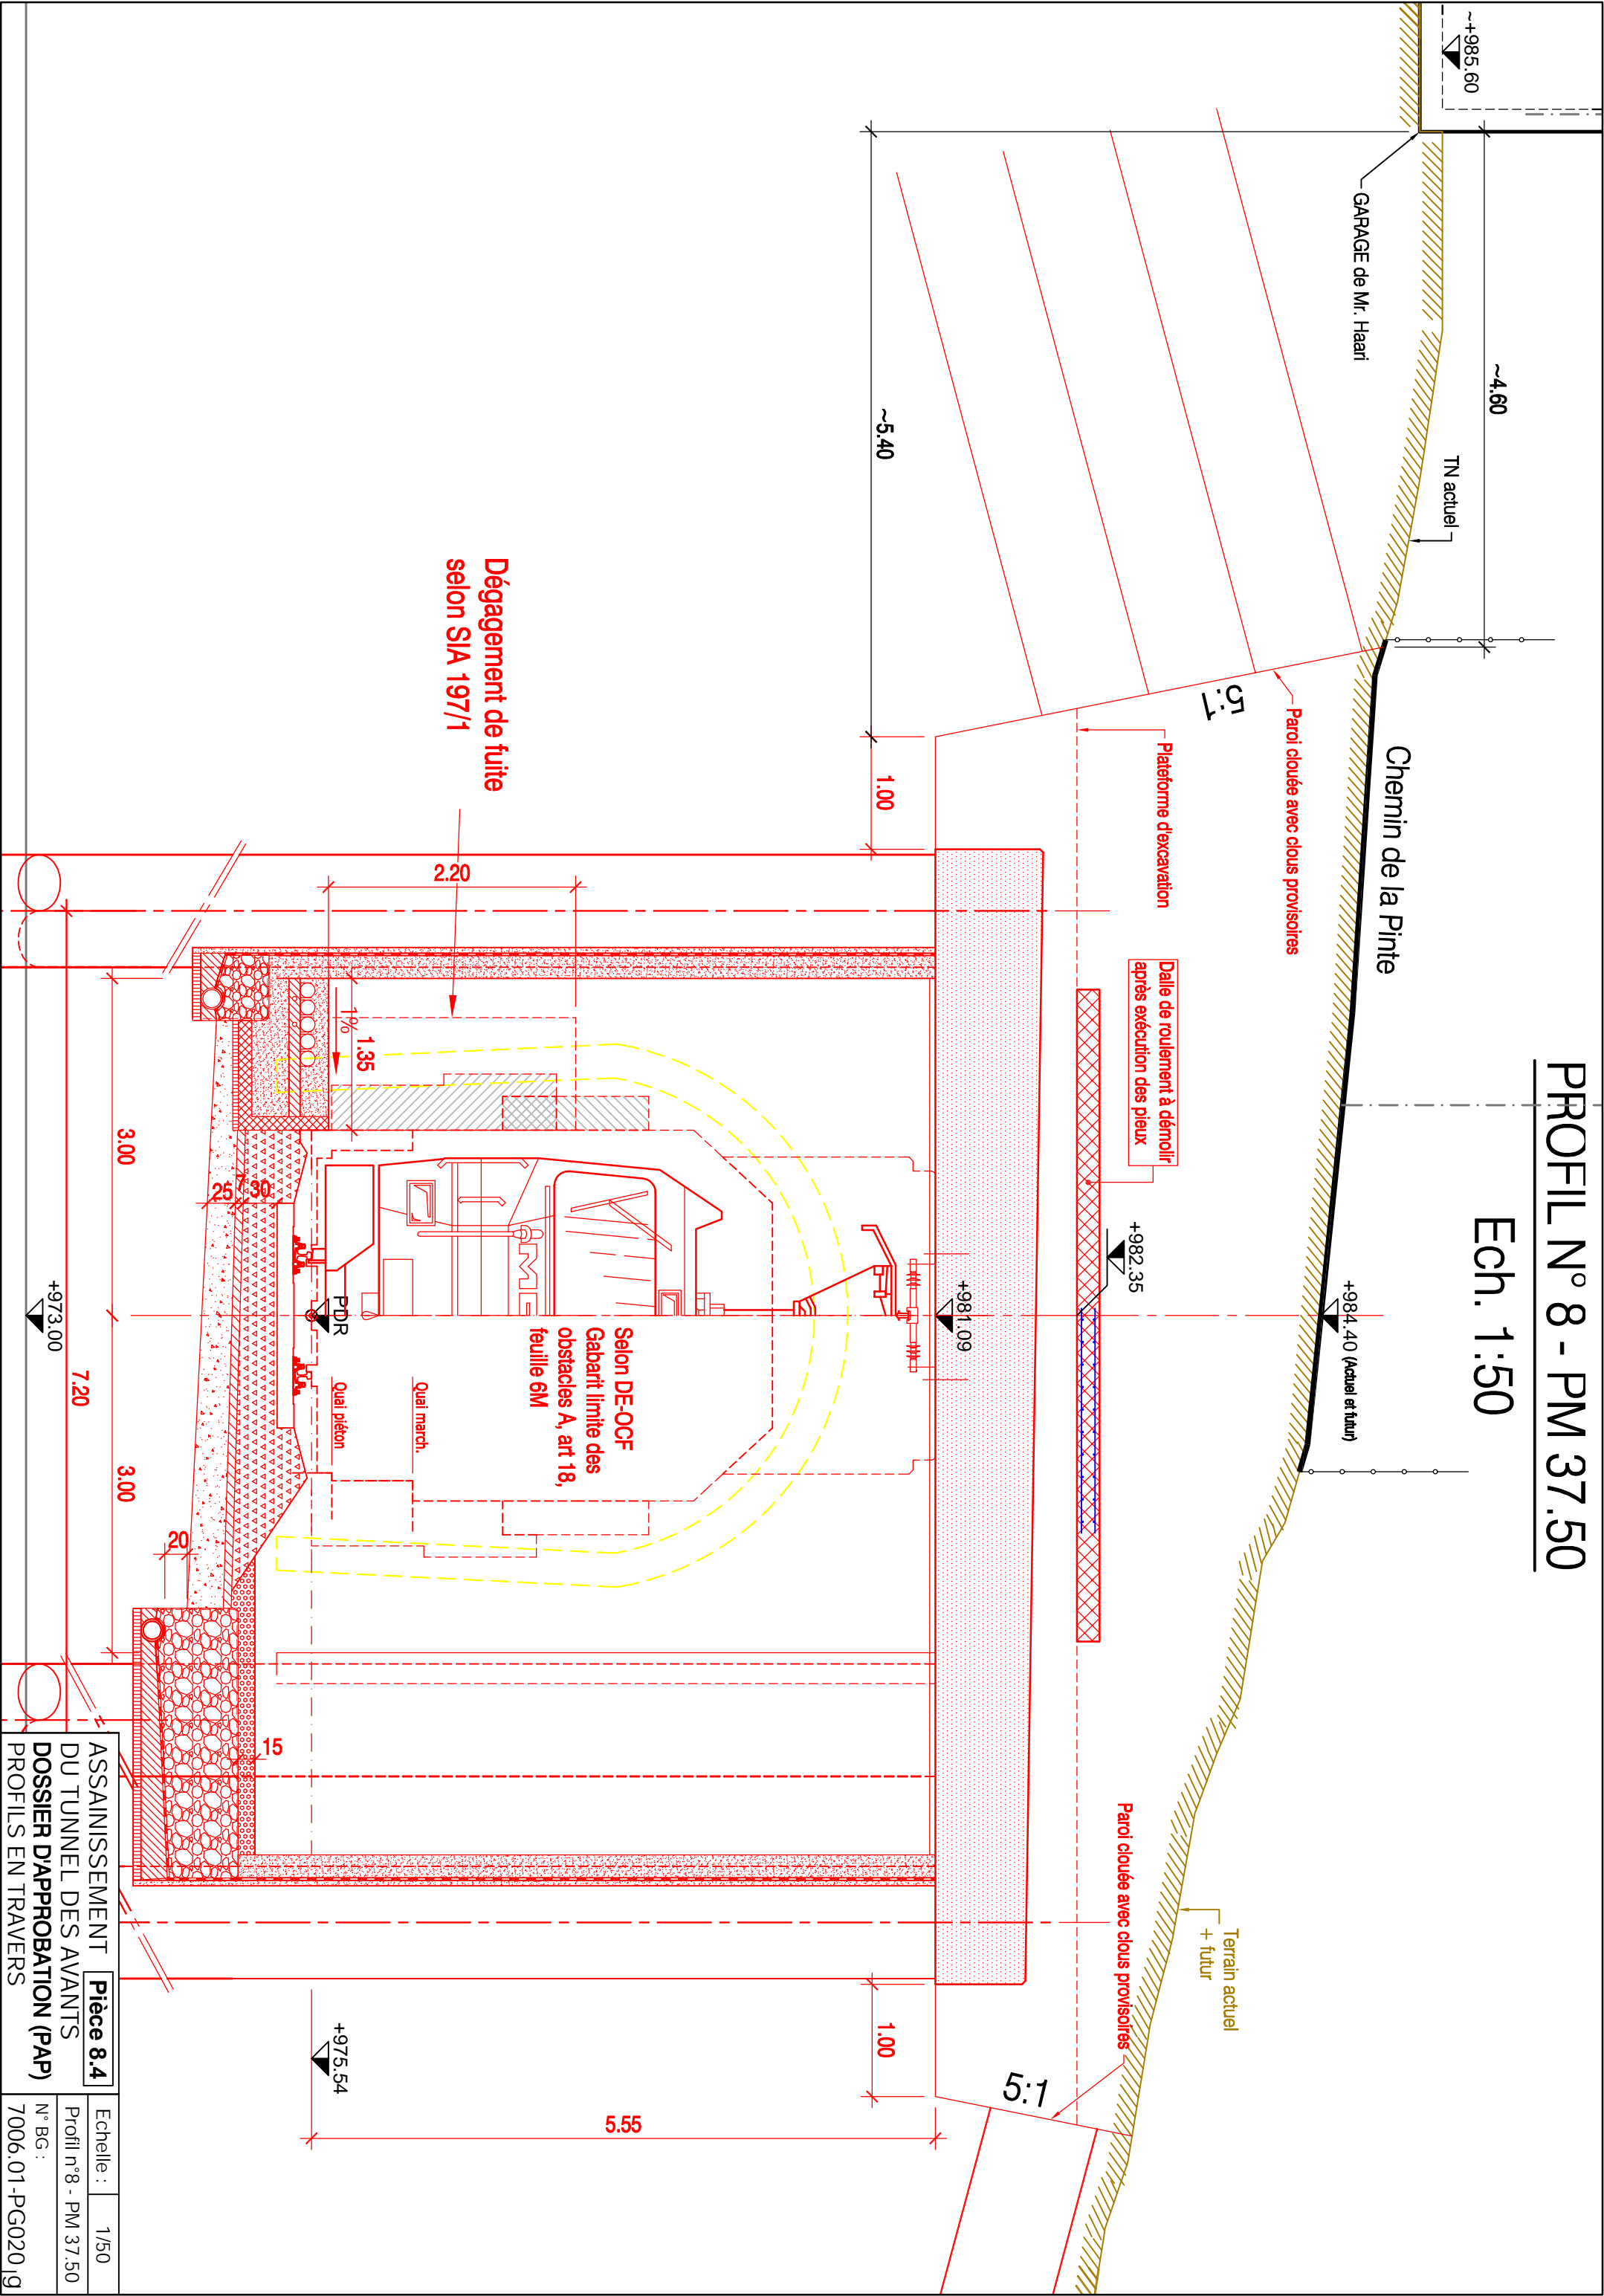 PROFIL N° 8 - PM 37.50
Ech. 1:50
~+985.60
~4.60
GARAGE de Mr. Haari
TN actuel
Chemin de la Pinte
+984.40 (Actuel et futur)
Paroi clouée avec clous provisoires
5:1
Plateforme d'excavation
Dalle de roulement à démolir
après exécution des pieux
+982.35
Terrain actuel
+ futur
Paroi clouée avec clous provisoires
5:1
~5.40
1.00
+981.09
1.00
Dégagement de fuite
selon SIA 197/1
2.20
Selon DE-OCF
Gabarit limite des
obstacles A, art 18,
feuille 6M
5.55
Quai march.
Quai piéton
1.35
1%
PDR
+975.54
15
25
7
30
20
3.00
3.00
7.20
+973.00
ASSAINISSEMENT
Pièce 8.4
DU TUNNEL DES AVANTS
DOSSIER D'APPROBATION (PAP)
PROFILS EN TRAVERS
Echelle :
1/50
Profil n°8 - PM 37.50
N° BG :
7006.01-PG020 jg